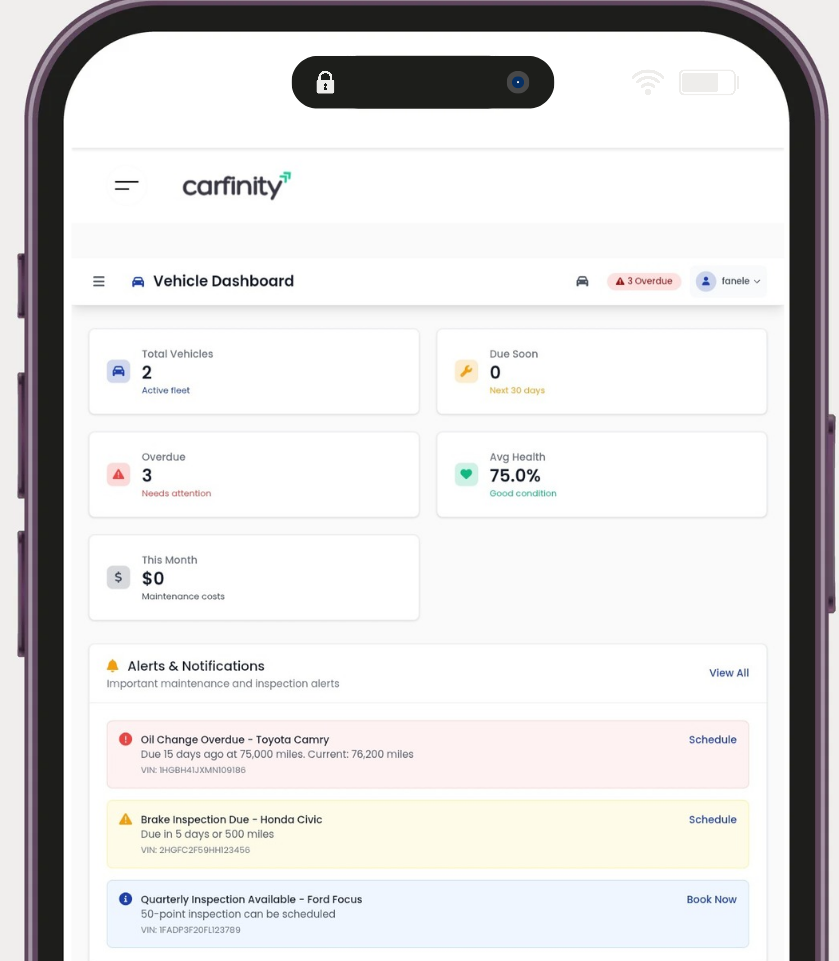 carfinity
Vehicle Dashboard
3 Overdue
fanele
Total Vehicles
2
Active fleet
Due Soon
0
Next 30 days
Overdue
3
Needs attention
Avg Health
75.0%
Good condition
This Month
$0
Maintenance costs
Alerts & Notifications
Important maintenance and inspection alerts
View All
Oil Change Overdue - Toyota Camry
Schedule
Due 15 days ago at 75,000 miles. Current: 76,200 miles
VIN: 1HGBH41JXMN109186
Brake Inspection Due - Honda Civic
Schedule
Due in 5 days or 500 miles
VIN: 2HGFC2F59HH123456
Quarterly Inspection Available - Ford Focus
Book Now
50-point inspection can be scheduled
VIN: 1FADP3F20FL123789